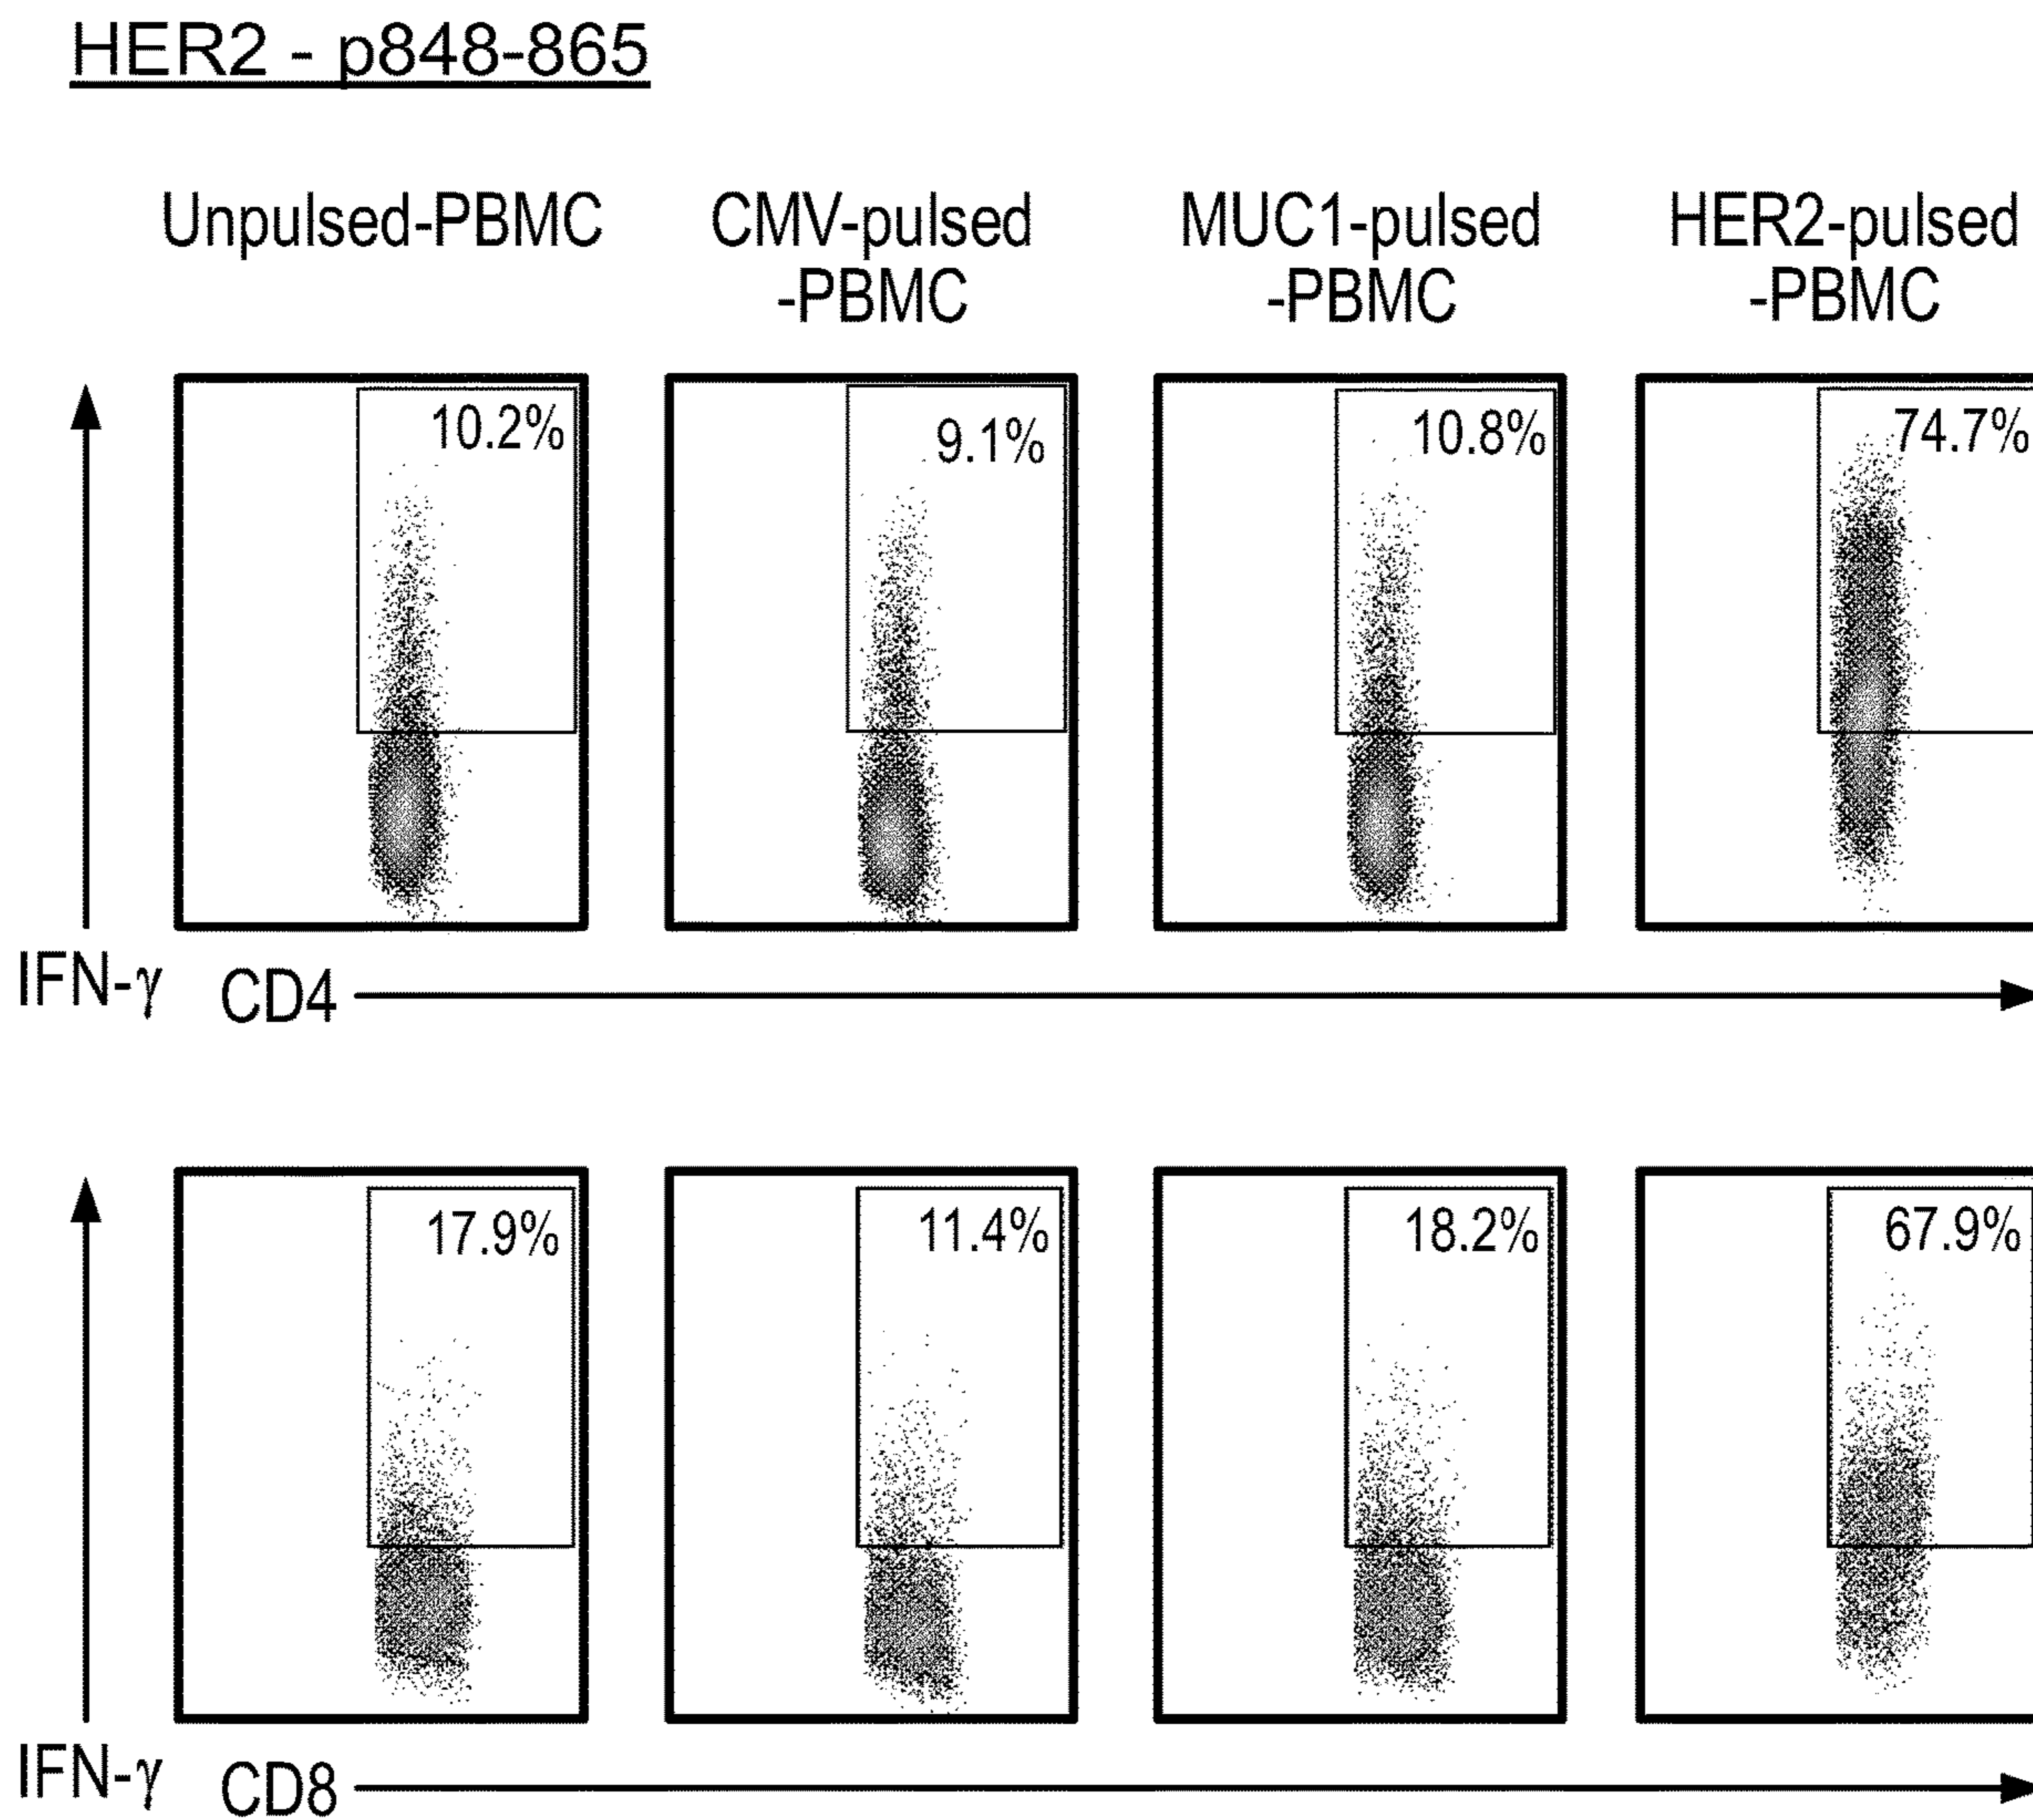 HER2 - p848-865
Unpulsed-PBMC
CMV-pulsed
-PBMC
MUC1-pulsed
-PBMC
HER2-pulsed
-PBMC
10.2%
9.1%
10.8%
74.7%
IFN-γ
CD4
17.9%
11.4%
18.2%
67.9%
IFN-γ
CD8